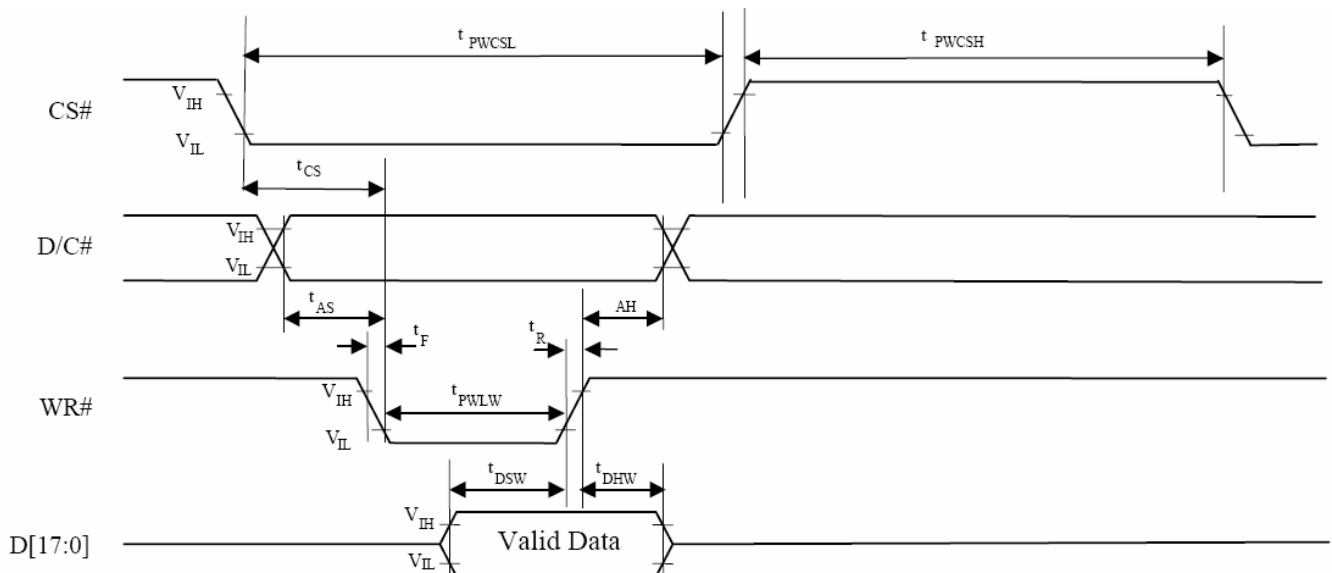 t PWCSL
t PWCSH
CS#
VIH
VIL
tCS
D/C#
VIH
VIL
tAS
AH
tF
tR
WR#
VIH
VIL
tPWLW
tDSW
tDHW
D[17:0]
VIH
VIL
Valid Data